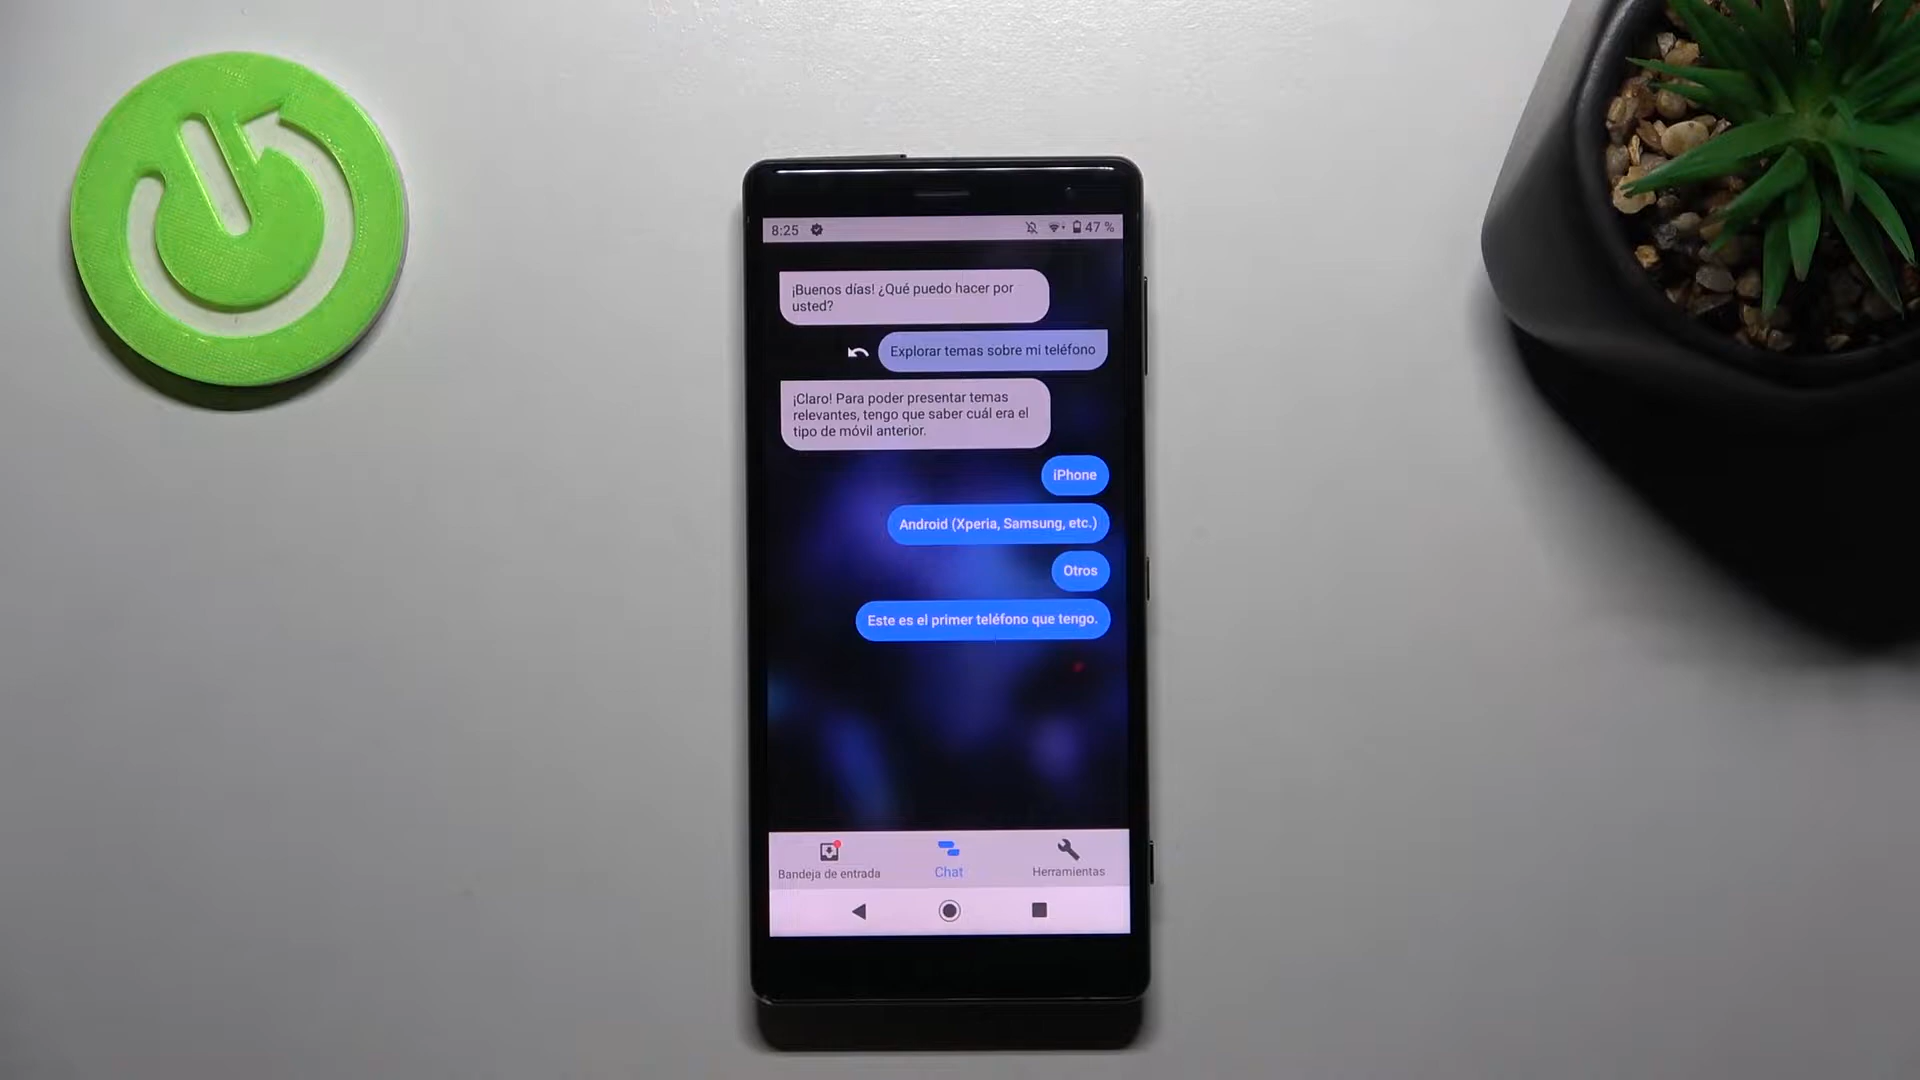 8:25
47 %
¡Buenos días! ¿Qué puedo hacer por
usted?
Explorar temas sobre mi teléfono
¡Claro! Para poder presentar temas
relevantes, tengo que saber cuál era el
tipo de móvil anterior.
iPhone
Android (Xperia, Samsung, etc.)
Otros
Este es el primer teléfono que tengo.
Bandeja de entrada
Chat
Herramientas